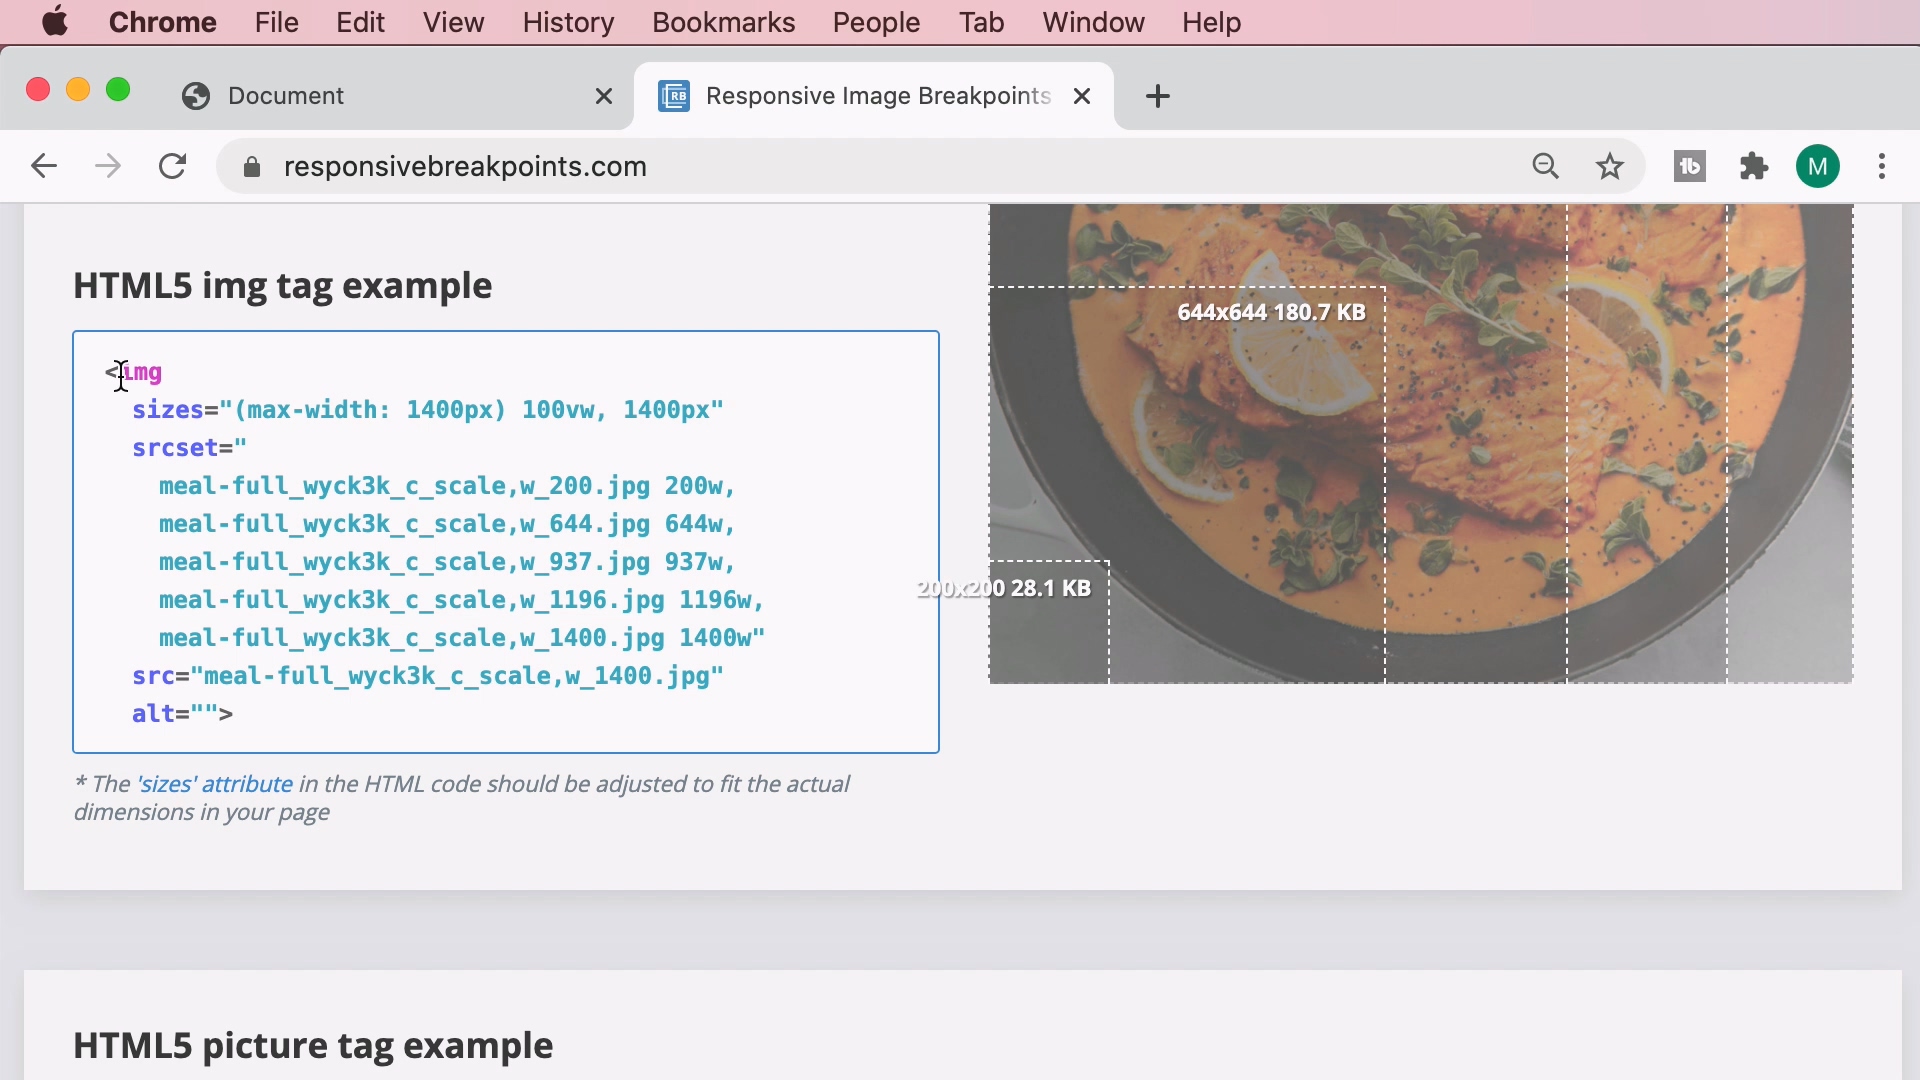 Chrome File Edit View History Bookmarks People Tab Window Help
Document
RB Responsive Image Breakpoints
responsivebreakpoints.com
tb
M
HTML5 img tag example
<img
sizes="(max-width: 1400px) 100vw, 1400px"
srcset="
meal-full_wyck3k_c_scale,w_200.jpg 200w,
meal-full_wyck3k_c_scale,w_644.jpg 644w,
meal-full_wyck3k_c_scale,w_937.jpg 937w,
meal-full_wyck3k_c_scale,w_1196.jpg 1196w,
meal-full_wyck3k_c_scale,w_1400.jpg 1400w"
src="meal-full_wyck3k_c_scale,w_1400.jpg"
alt="">
* The 'sizes' attribute in the HTML code should be adjusted to fit the actual
dimensions in your page
644x644 180.7 KB
200x200 28.1 KB
HTML5 picture tag example